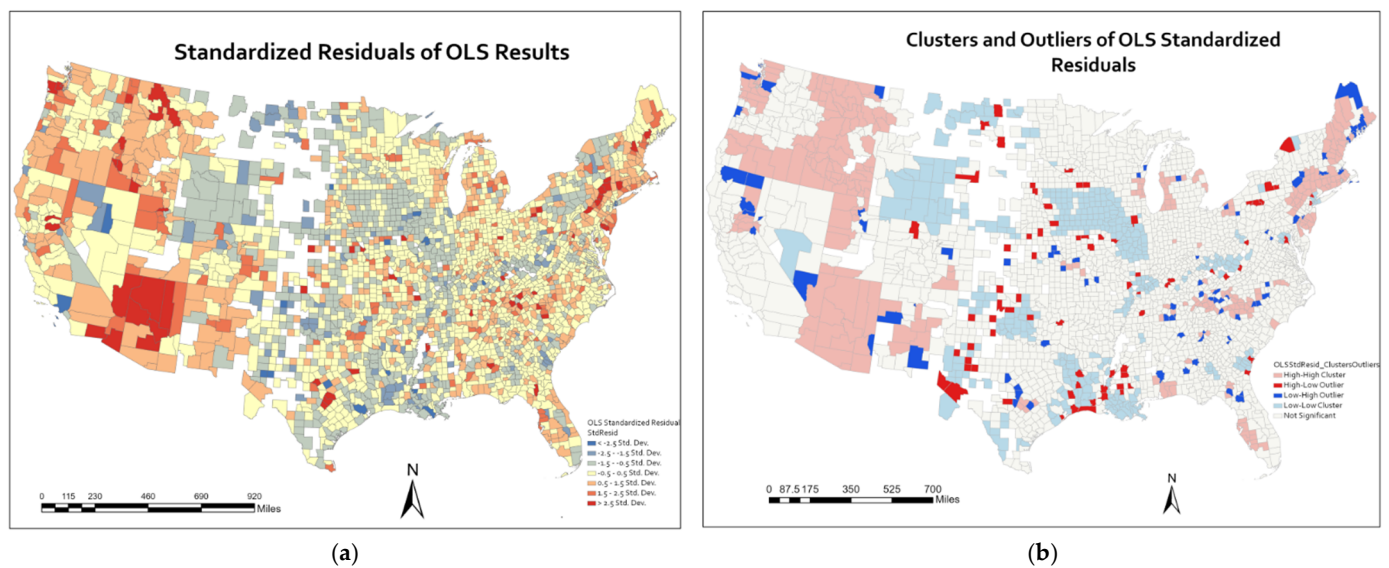 Standardized Residuals of OLS Results
OLS Standardized Residual
StdResid
< -2.5 Std. Dev.
-2.5 - -1.5 Std. Dev.
-1.5 - -0.5 Std. Dev.
-0.5 - 0.5 Std. Dev.
0.5 - 1.5 Std. Dev.
1.5 - 2.5 Std. Dev.
> 2.5 Std. Dev.
N
0 115 230 460 690 920
Miles
(a)
Clusters and Outliers of OLS Standardized
Residuals
OLSStdResid_ClustersOutliers
High-High Cluster
High-Low Outlier
Low-High Outlier
Low-Low Cluster
Not Significant
N
0 87.5 175 350 525 700
Miles
(b)